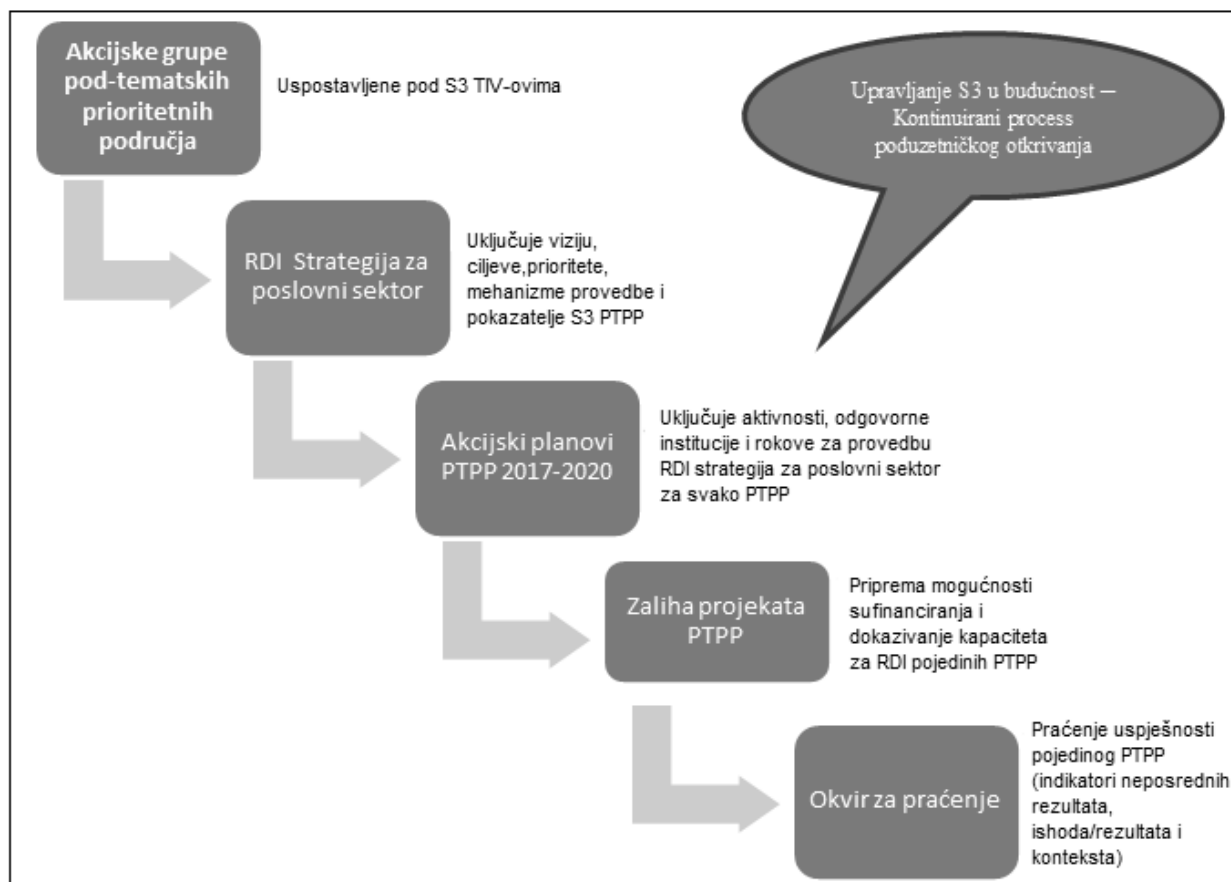 Akcijske grupe
pod-tematskih
prioritetnih
područja
Uspostavljene pod S3 TIV-ovima
Upravljanje S3 u budućnost —
Kontinuirani process
poduzetničkog otkrivanja
RDI Strategija za
poslovni sektor
Uključuje viziju,
ciljeve,prioritete,
mehanizme provedbe i
pokazatelje S3 PTPP
Akcijski planovi
PTPP 2017-2020
Uključuje aktivnosti, odgovorne
institucije i rokove za provedbu
RDI strategija za poslovni sektor
za svako PTPP
Zaliha projekata
PTPP
Priprema mogućnosti
sufinanciranja i
dokazivanje kapaciteta
za RDI pojedinih PTPP
Okvir za praćenje
Praćenje uspješnosti
pojedinog PTPP
(indikatori neposrednih
rezultata,
ishoda/rezultata i
konteksta)